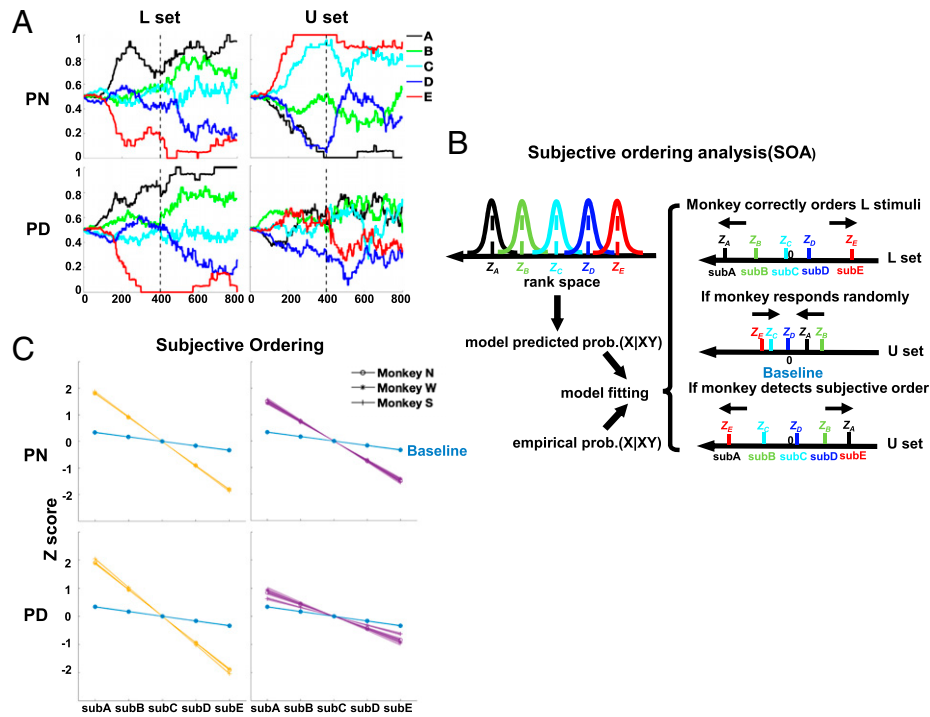 A
L set
U set
A
B
C
D
E
PN
1
0.8
0.6
0.4
0.2
0
PD
1
0.8
0.6
0.4
0.2
0
0 200 400 600 800
0 200 400 600 800
B
Subjective ordering analysis(SOA)
Z_A Z_B Z_C Z_D Z_E
rank space
model predicted prob.(X|XY)
model fitting
empirical prob.(X|XY)
Monkey correctly orders L stimuli
Z_A Z_B Z_C Z_D Z_E
0
subA subB subC subD subE
L set
If monkey responds randomly
Z_E Z_C Z_D Z_A Z_B
0
U set
Baseline
If monkey detects subjective order
Z_E Z_C Z_D Z_B Z_A
0
subA subB subC subD subE
U set
C
Subjective Ordering
Monkey N
Monkey W
Monkey S
PN
2
1
0
-1
-2
Baseline
Z score
PD
2
1
0
-1
-2
subA subB subC subD subE
subA subB subC subD subE